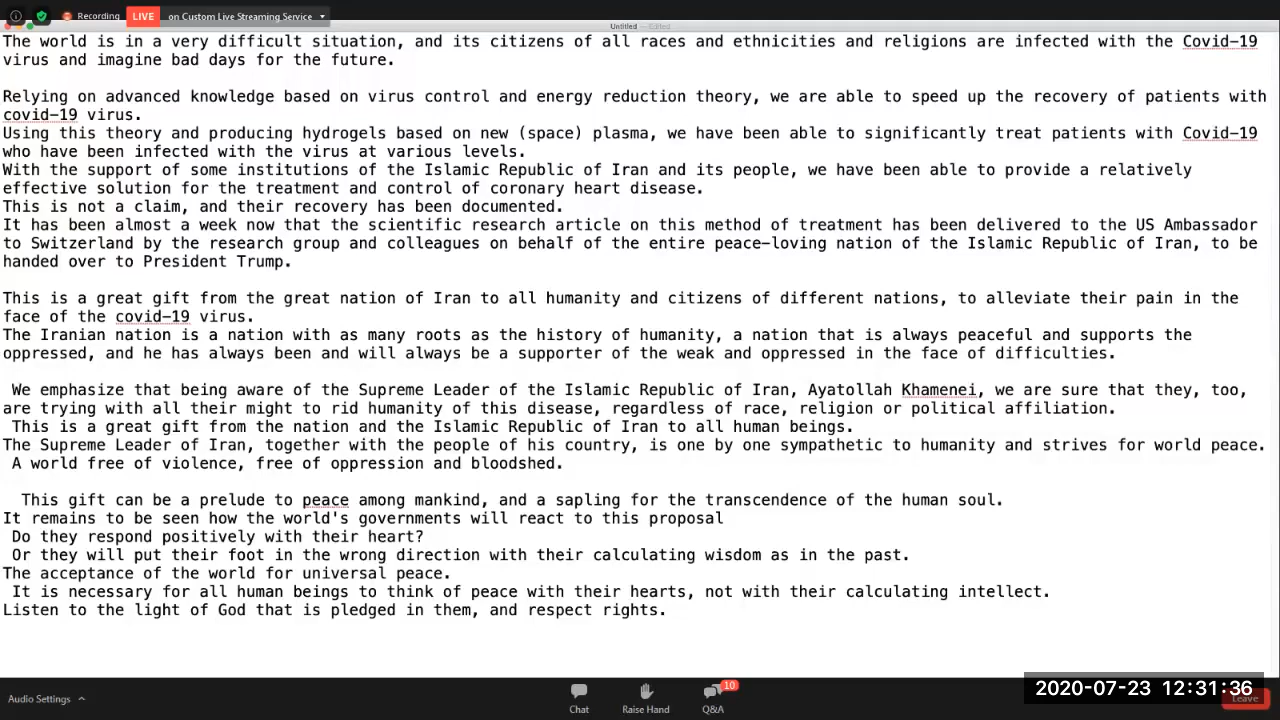 Recording LIVE on Custom Live Streaming Service
Untitled — Edited
The world is in a very difficult situation, and its citizens of all races and ethnicities and religions are infected with the Covid-19
virus and imagine bad days for the future.
Relying on advanced knowledge based on virus control and energy reduction theory, we are able to speed up the recovery of patients with
covid-19 virus.
Using this theory and producing hydrogels based on new (space) plasma, we have been able to significantly treat patients with Covid-19
who have been infected with the virus at various levels.
With the support of some institutions of the Islamic Republic of Iran and its people, we have been able to provide a relatively
effective solution for the treatment and control of coronary heart disease.
This is not a claim, and their recovery has been documented.
It has been almost a week now that the scientific research article on this method of treatment has been delivered to the US Ambassador
to Switzerland by the research group and colleagues on behalf of the entire peace-loving nation of the Islamic Republic of Iran, to be
handed over to President Trump.
This is a great gift from the great nation of Iran to all humanity and citizens of different nations, to alleviate their pain in the
face of the covid-19 virus.
The Iranian nation is a nation with as many roots as the history of humanity, a nation that is always peaceful and supports the
oppressed, and he has always been and will always be a supporter of the weak and oppressed in the face of difficulties.
We emphasize that being aware of the Supreme Leader of the Islamic Republic of Iran, Ayatollah Khamenei, we are sure that they, too,
are trying with all their might to rid humanity of this disease, regardless of race, religion or political affiliation.
This is a great gift from the nation and the Islamic Republic of Iran to all human beings.
The Supreme Leader of Iran, together with the people of his country, is one by one sympathetic to humanity and strives for world peace.
A world free of violence, free of oppression and bloodshed.
This gift can be a prelude to peace among mankind, and a sapling for the transcendence of the human soul.
It remains to be seen how the world's governments will react to this proposal
Do they respond positively with their heart?
Or they will put their foot in the wrong direction with their calculating wisdom as in the past.
The acceptance of the world for universal peace.
It is necessary for all human beings to think of peace with their hearts, not with their calculating intellect.
Listen to the light of God that is pledged in them, and respect rights.
2020-07-23 12:31:36
10
Audio Settings Chat Raise Hand Q&A Leave